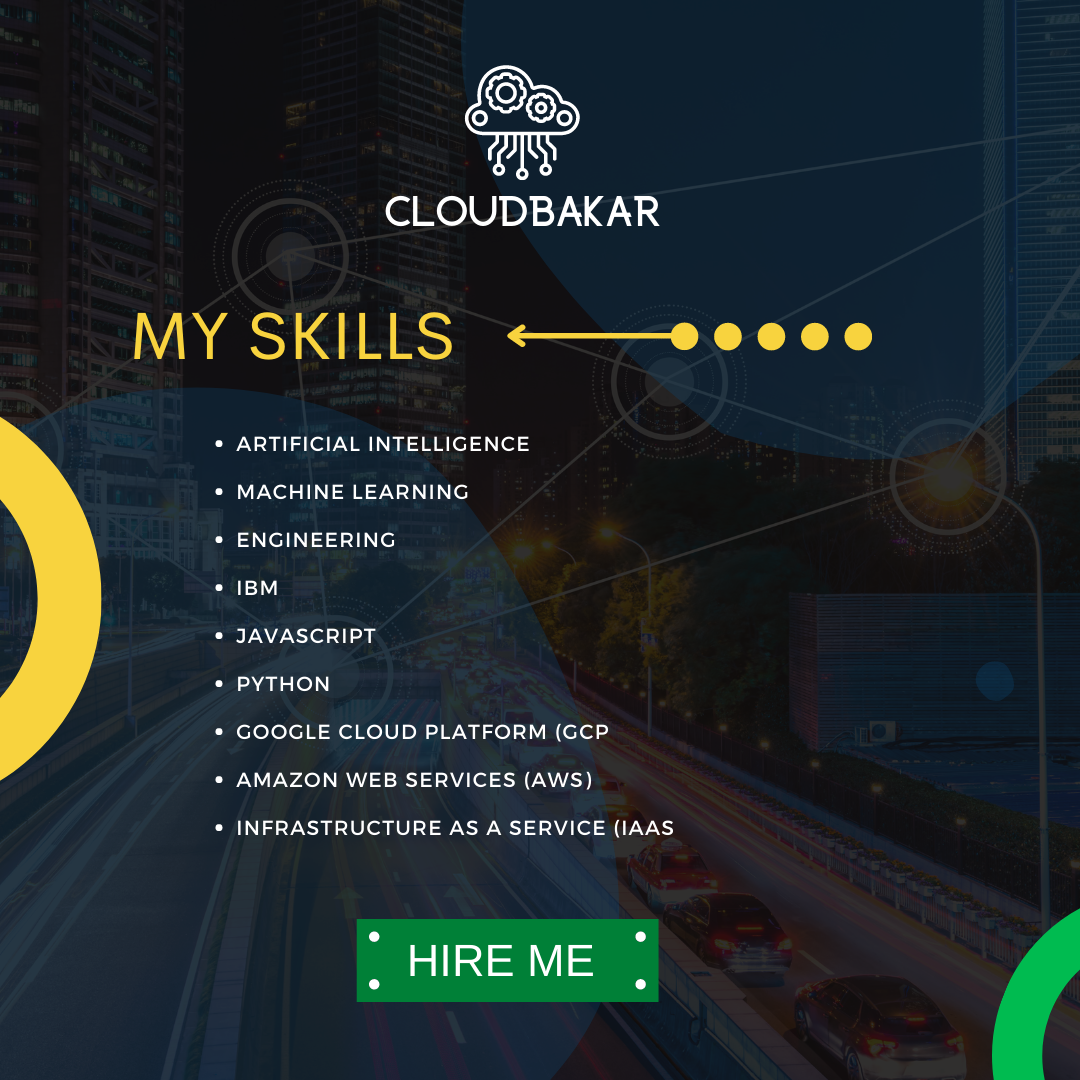 CLOUDBAKAR
MY SKILLS
• ARTIFICIAL INTELLIGENCE
• MACHINE LEARNING
• ENGINEERING
• IBM
• JAVASCRIPT
• PYTHON
• GOOGLE CLOUD PLATFORM (GCP
• AMAZON WEB SERVICES (AWS)
• INFRASTRUCTURE AS A SERVICE (IAAS
HIRE ME